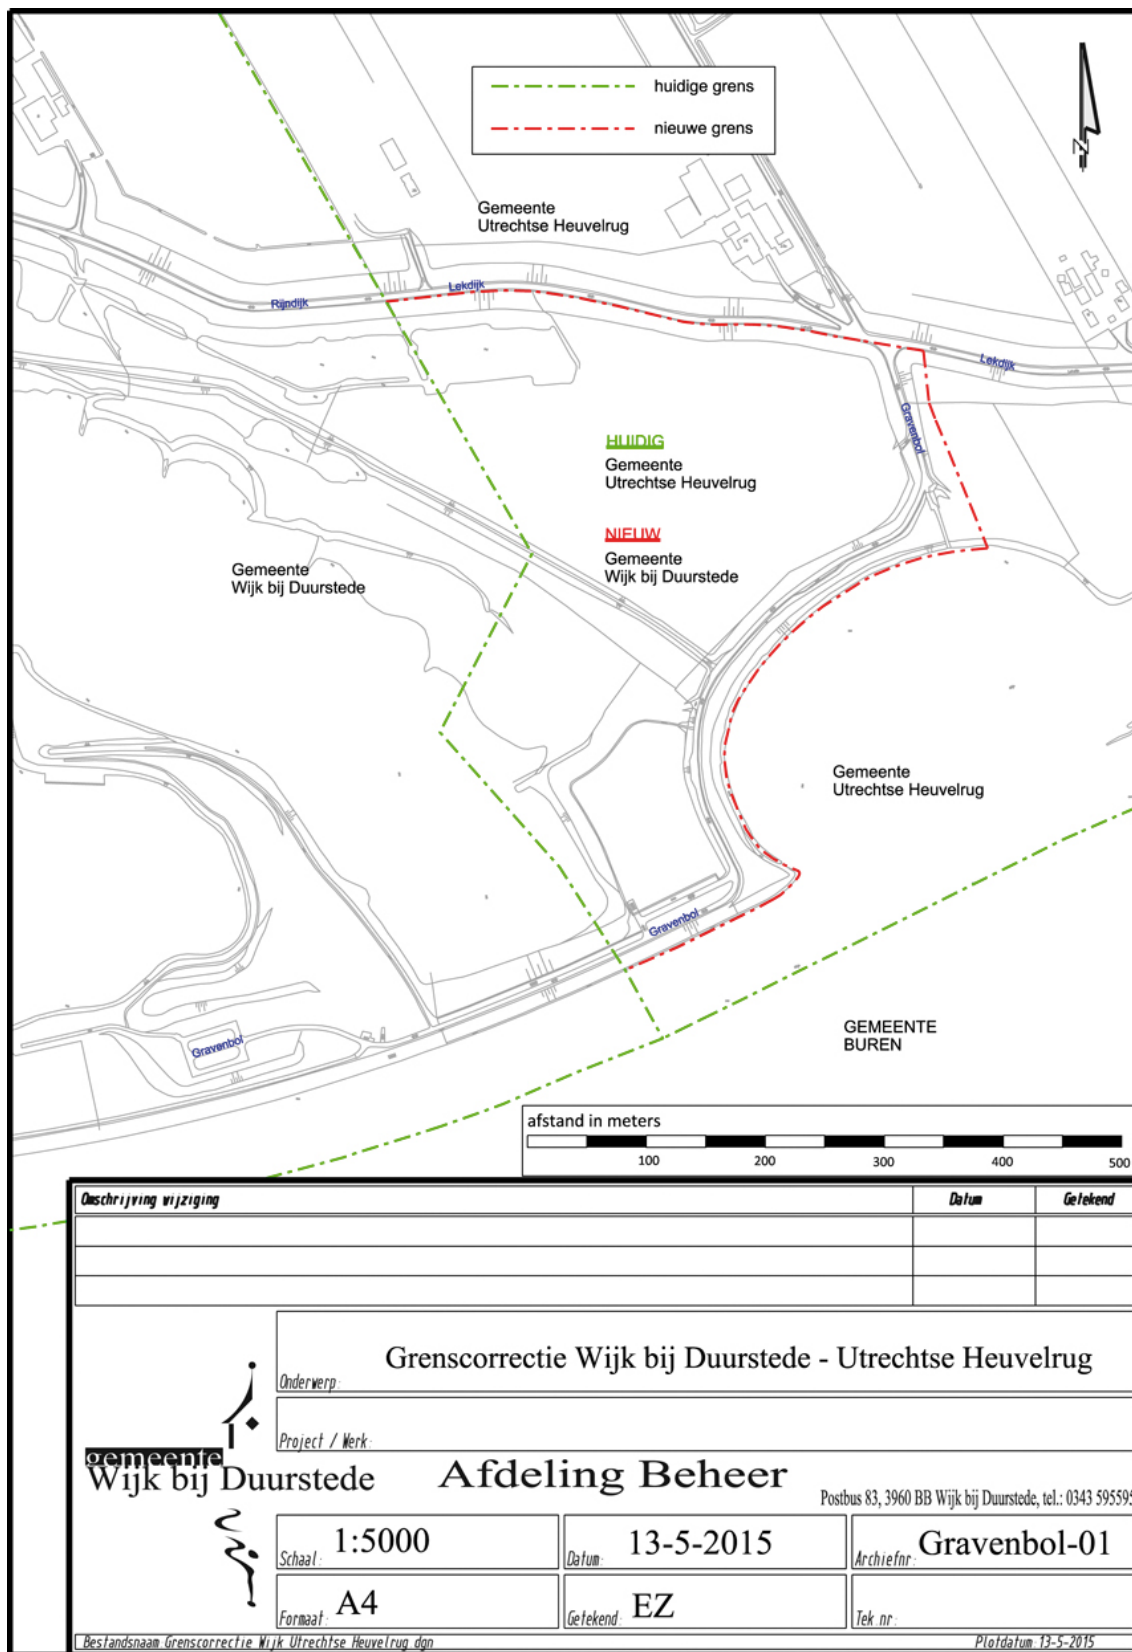 huidige grens
nieuwe grens
N
Gemeente
Utrechtse Heuvelrug
Rijndijk
Lekdijk
Lekdijk
Gravenbol
HUIDIG
Gemeente
Utrechtse Heuvelrug
NIEUW
Gemeente
Wijk bij Duurstede
Gemeente
Wijk bij Duurstede
Gemeente
Utrechtse Heuvelrug
Gravenbol
Gravenbol
GEMEENTE
BUREN
afstand in meters
100 200 300 400 500
Omschrijving wijziging Datum Getekend
Onderwerp: Grenscorrectie Wijk bij Duurstede - Utrechtse Heuvelrug
Project / Werk:
gemeente
Wijk bij Duurstede
Afdeling Beheer
Postbus 83, 3960 BB Wijk bij Duurstede, tel.: 0343 595595
Schaal: 1:5000 Datum: 13-5-2015 Archiefnr: Gravenbol-01
Formaat: A4 Getekend: EZ Tek nr:
Bestandsnaam Grenscorrectie Wijk Utrechtse Heuvelrug dgn Plotdatum 13-5-2015